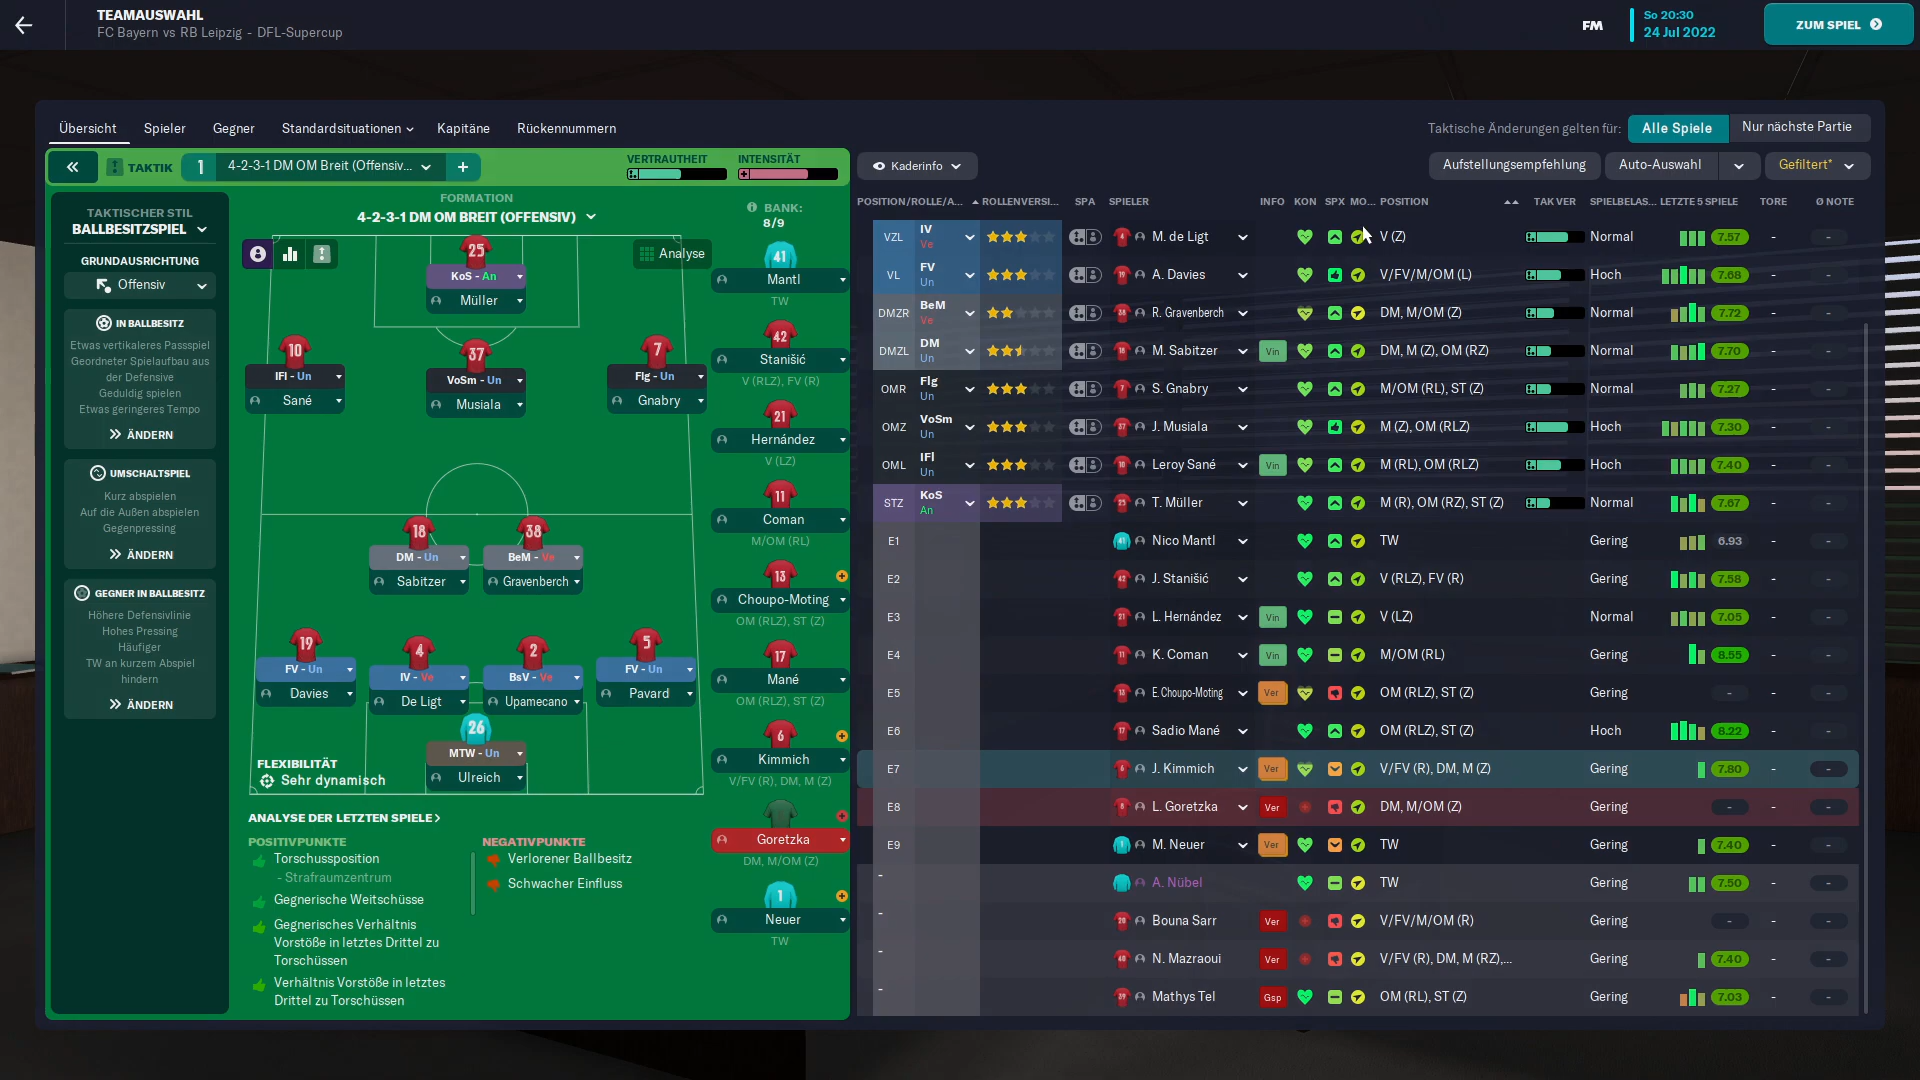 TEAMAUSWAHL
FC Bayern vs RB Leipzig - DFL-Supercup
FM
So 20:30
24 Jul 2022
ZUM SPIEL
Übersicht Spieler Gegner Standardsituationen Kapitäne Rückennummern
Taktische Änderungen gelten für: Alle Spiele Nur nächste Partie
TAKTIK 1 4-2-3-1 DM OM Breit (Offensiv...
VERTRAUTHEIT INTENSITÄT
Kaderinfo
Aufstellungsempfehlung Auto-Auswahl Gefiltert*
TAKTISCHER STIL
BALLBESITZSPIEL
GRUNDAUSRICHTUNG
Offensiv
IN BALLBESITZ
Etwas vertikaleres Passspiel
Geordneter Spielaufbau aus
der Defensive
Geduldig spielen
Etwas geringeres Tempo
ÄNDERN
UMSCHALTSPIEL
Kurz abspielen
Auf die Außen abspielen
Gegenpressing
ÄNDERN
GEGNER IN BALLBESITZ
Höhere Defensivlinie
Hohes Pressing
Häufiger
TW an kurzem Abspiel
hindern
ÄNDERN
FORMATION
4-2-3-1 DM OM BREIT (OFFENSIV)
Analyse
25
KoS - An
Müller
10
IFl - Un
Sané
37
VoSm - Un
Musiala
7
Flg - Un
Gnabry
18
DM - Un
Sabitzer
38
BeM - Ve
Gravenberch
19
FV - Un
Davies
4
IV - Ve
De Ligt
2
BsV - Ve
Upamecano
5
FV - Un
Pavard
26
MTW - Un
Ulreich
FLEXIBILITÄT
Sehr dynamisch
ANALYSE DER LETZTEN SPIELE
POSITIVPUNKTE
Torschussposition
- Strafraumzentrum
Gegnerische Weitschüsse
Gegnerisches Verhältnis
Vorstöße in letztes Drittel zu
Torschüssen
Verhältnis Vorstöße in letztes
Drittel zu Torschüssen
NEGATIVPUNKTE
Verlorener Ballbesitz
Schwacher Einfluss
BANK:
8/9
41
Mantl
TW
42
Stanišić
V (RLZ), FV (R)
21
Hernández
V (LZ)
11
Coman
M/OM (RL)
13
Choupo-Moting
OM (RLZ), ST (Z)
17
Mané
OM (RLZ), ST (Z)
6
Kimmich
V/FV (R), DM, M (Z)
Goretzka
DM, M/OM (Z)
1
Neuer
TW
POSITION/ROLLE/A... ROLLENVERSI... SPA SPIELER INFO KON SPX MO... POSITION TAK VER SPIELBELAS... LETZTE 5 SPIELE TORE Ø NOTE
VZL IV Ve M. de Ligt V (Z) Normal 7.57 - -
VL FV Un A. Davies V/FV/M/OM (L) Hoch 7.68 - -
DMZR BeM Ve R. Gravenberch DM, M/OM (Z) Normal 7.72 - -
DMZL DM Un M. Sabitzer Vin DM, M (Z), OM (RZ) Normal 7.70 - -
OMR Flg Un S. Gnabry M/OM (RL), ST (Z) Normal 7.27 - -
OMZ VoSm Un J. Musiala M (Z), OM (RLZ) Hoch 7.30 - -
OML IFl Un Leroy Sané Vin M (RL), OM (RLZ) Hoch 7.40 - -
STZ KoS An T. Müller M (R), OM (RZ), ST (Z) Normal 7.67 - -
E1 Nico Mantl TW Gering 6.93 - -
E2 J. Stanišić V (RLZ), FV (R) Gering 7.58 - -
E3 L. Hernández Vin V (LZ) Normal 7.05 - -
E4 K. Coman Vin M/OM (RL) Gering 8.55 - -
E5 E. Choupo-Moting Ver OM (RLZ), ST (Z) Gering - - -
E6 Sadio Mané OM (RLZ), ST (Z) Hoch 8.22 - -
E7 J. Kimmich Ver V/FV (R), DM, M (Z) Gering 7.80 - -
E8 L. Goretzka Ver DM, M/OM (Z) Gering - - -
E9 M. Neuer Ver TW Gering 7.40 - -
- A. Nübel TW Gering 7.50 - -
- Bouna Sarr Ver V/FV/M/OM (R) Gering - - -
- N. Mazraoui Ver V/FV (R), DM, M (RZ),... Gering 7.40 - -
- Mathys Tel Gsp OM (RL), ST (Z) Gering 7.03 - -